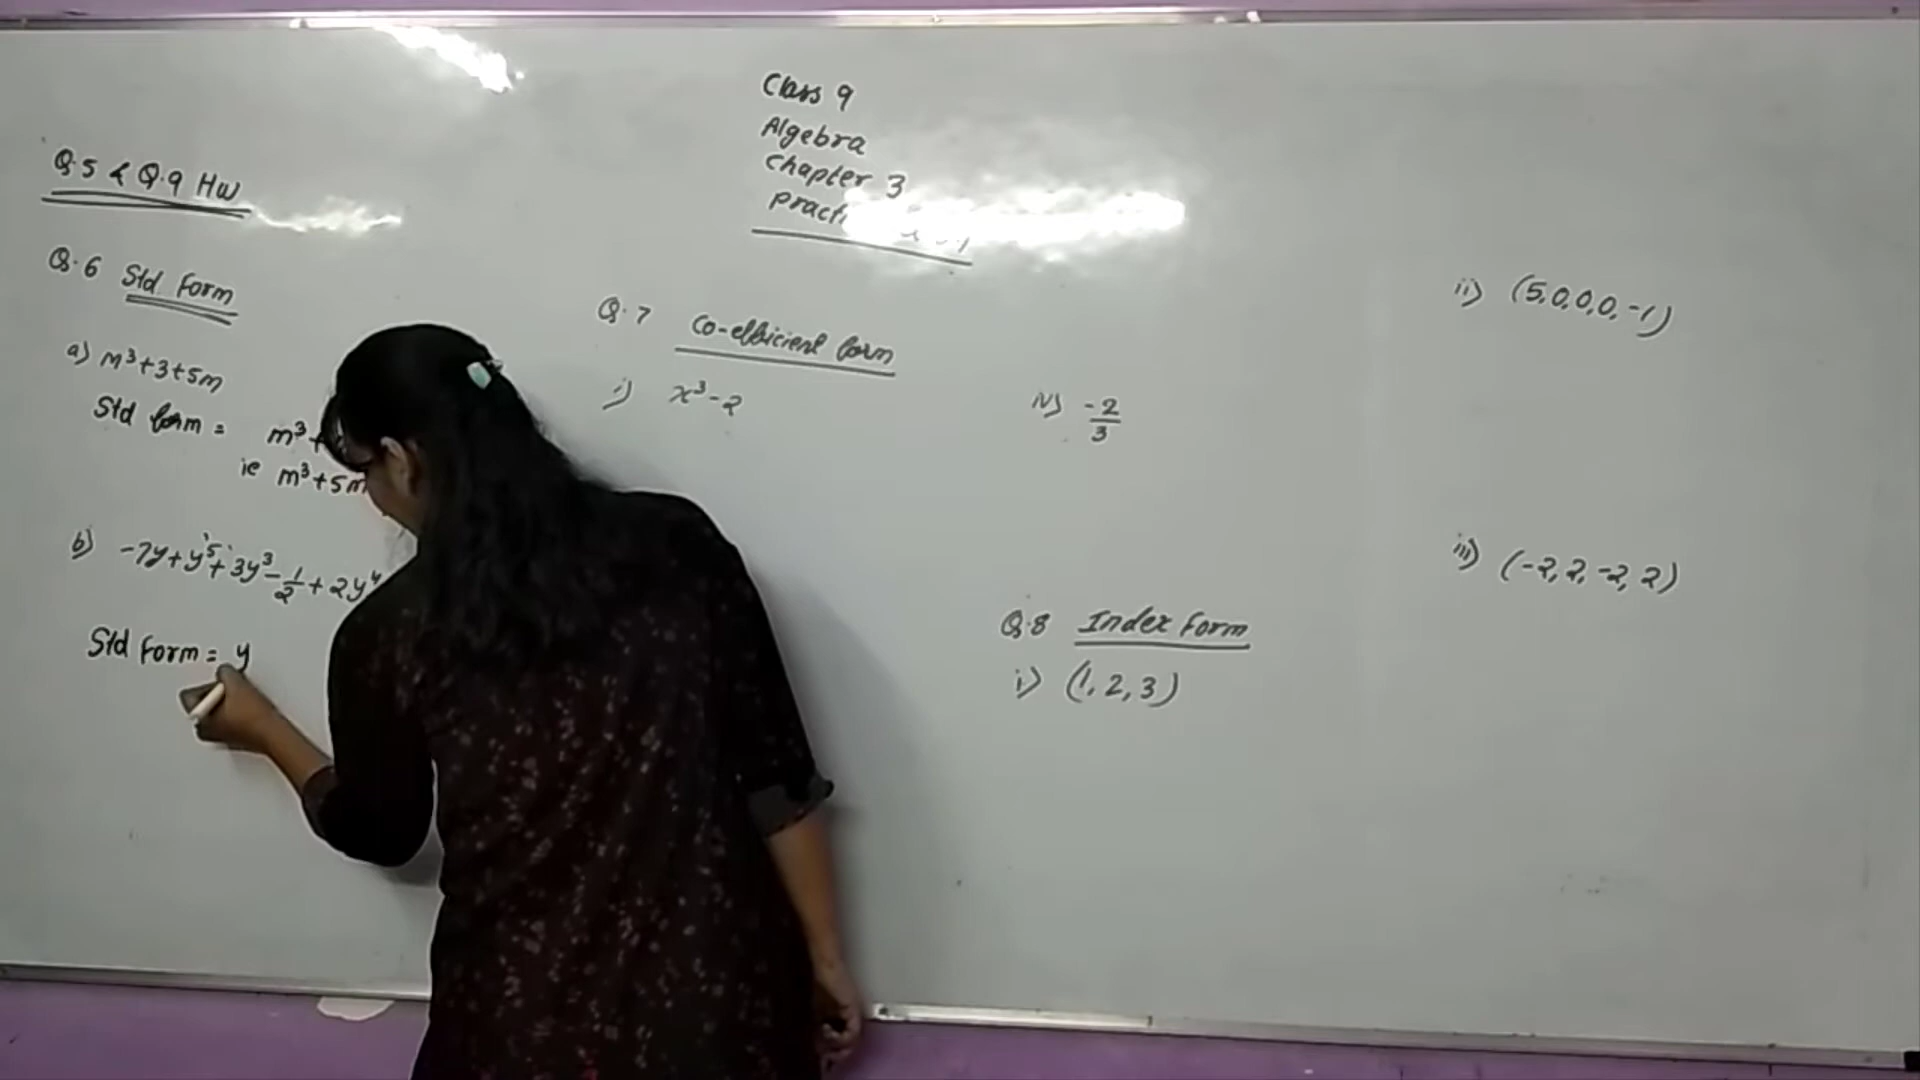 Class 9
Algebra
Chapter 3
Q.5 & Q.9 HW
Q.6 Std Form
a) m³+3+5m
Std form = m³+
ie m³+5m
b) -7y+y⁵+3y³-1/2+2y⁴
Std Form = y
Q.7 Co-efficient form
i) x³-2
iv) -2/3
Q.8 Index Form
i) (1, 2, 3)
ii) (5,0,0,0,-1)
iii) (-2, 2, -2, 2)